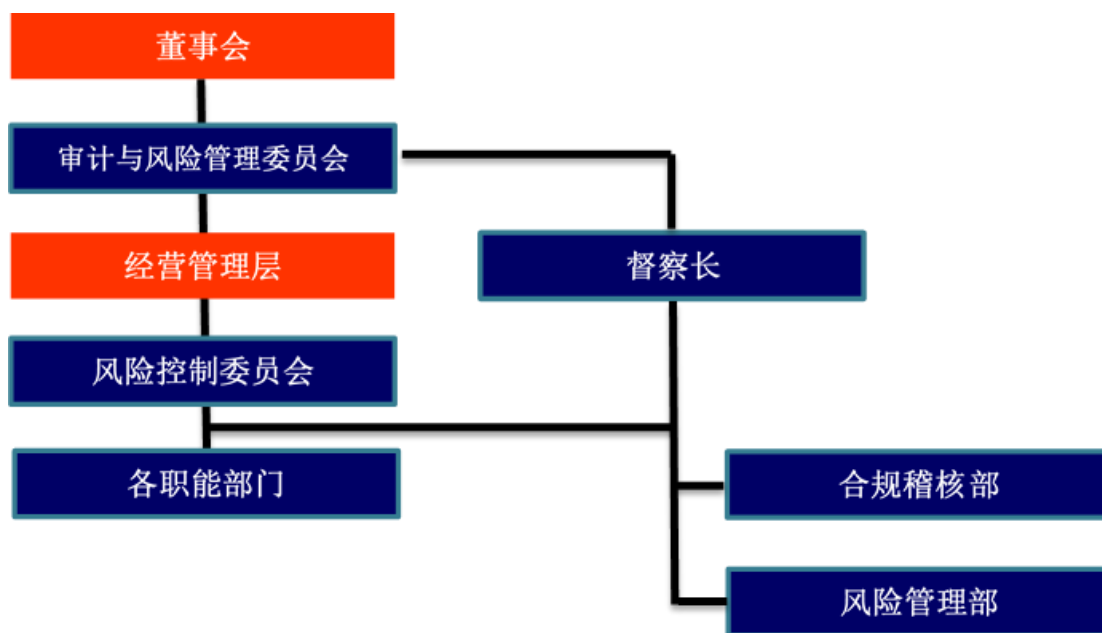 董事会
审计与风险管理委员会
经营管理层
督察长
风险控制委员会
各职能部门
合规稽核部
风险管理部